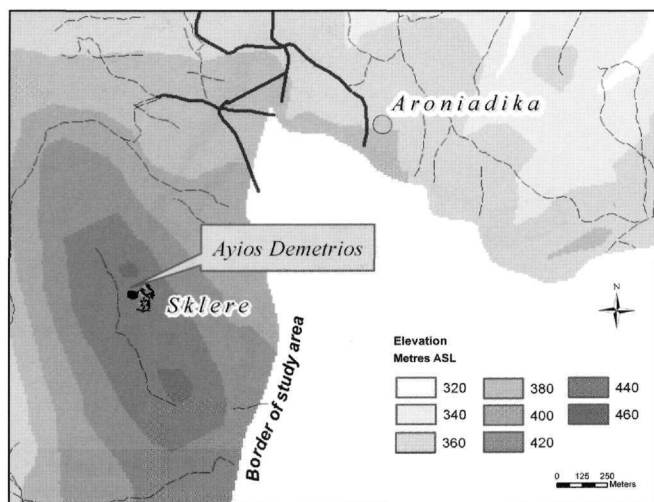 Aroniadika
Ayios Demetrios
Sklere
Border of study area
N
Elevation
Metres ASL
320 380 440
340 400 460
360 420
0 125 250
Meters